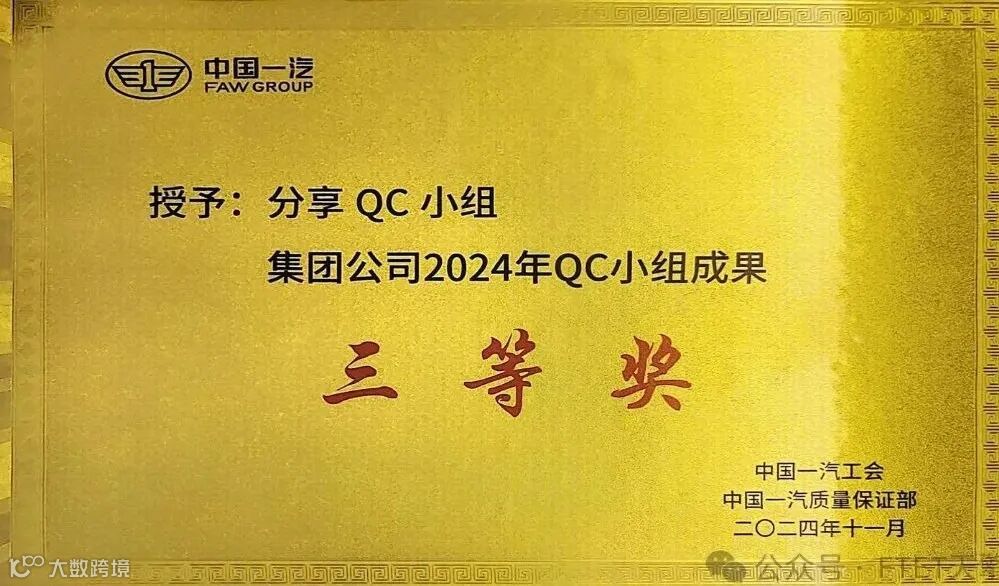 中国一汽
FAW GROUP
授予：分享 QC 小组
集团公司2024年QC小组成果
三等奖
中国一汽工会
中国一汽质量保证部
二〇二四年十一月
大数跨境
公众号 ·